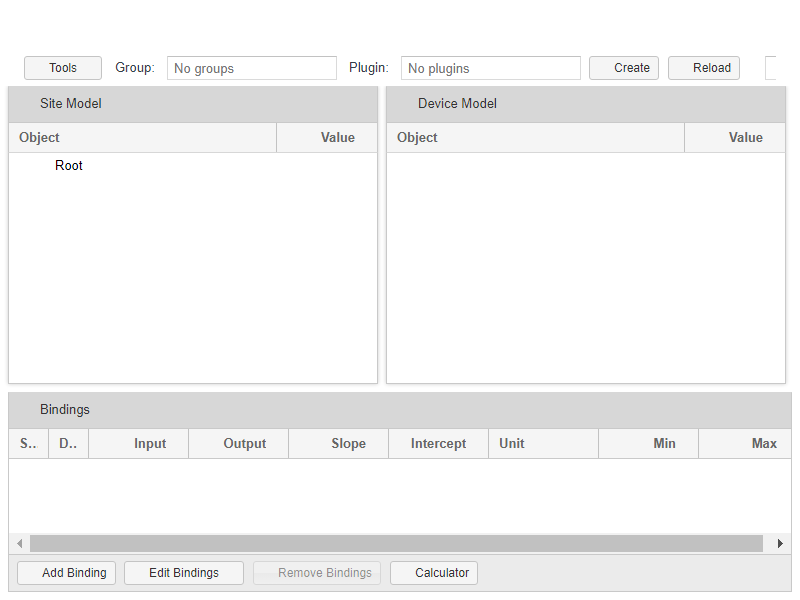 Tools Group: No groups Plugin: No plugins Create Reload
Site Model Device Model
Object Value Object Value
Root
Bindings
S.. D.. Input Output Slope Intercept Unit Min Max
Add Binding Edit Bindings Remove Bindings Calculator